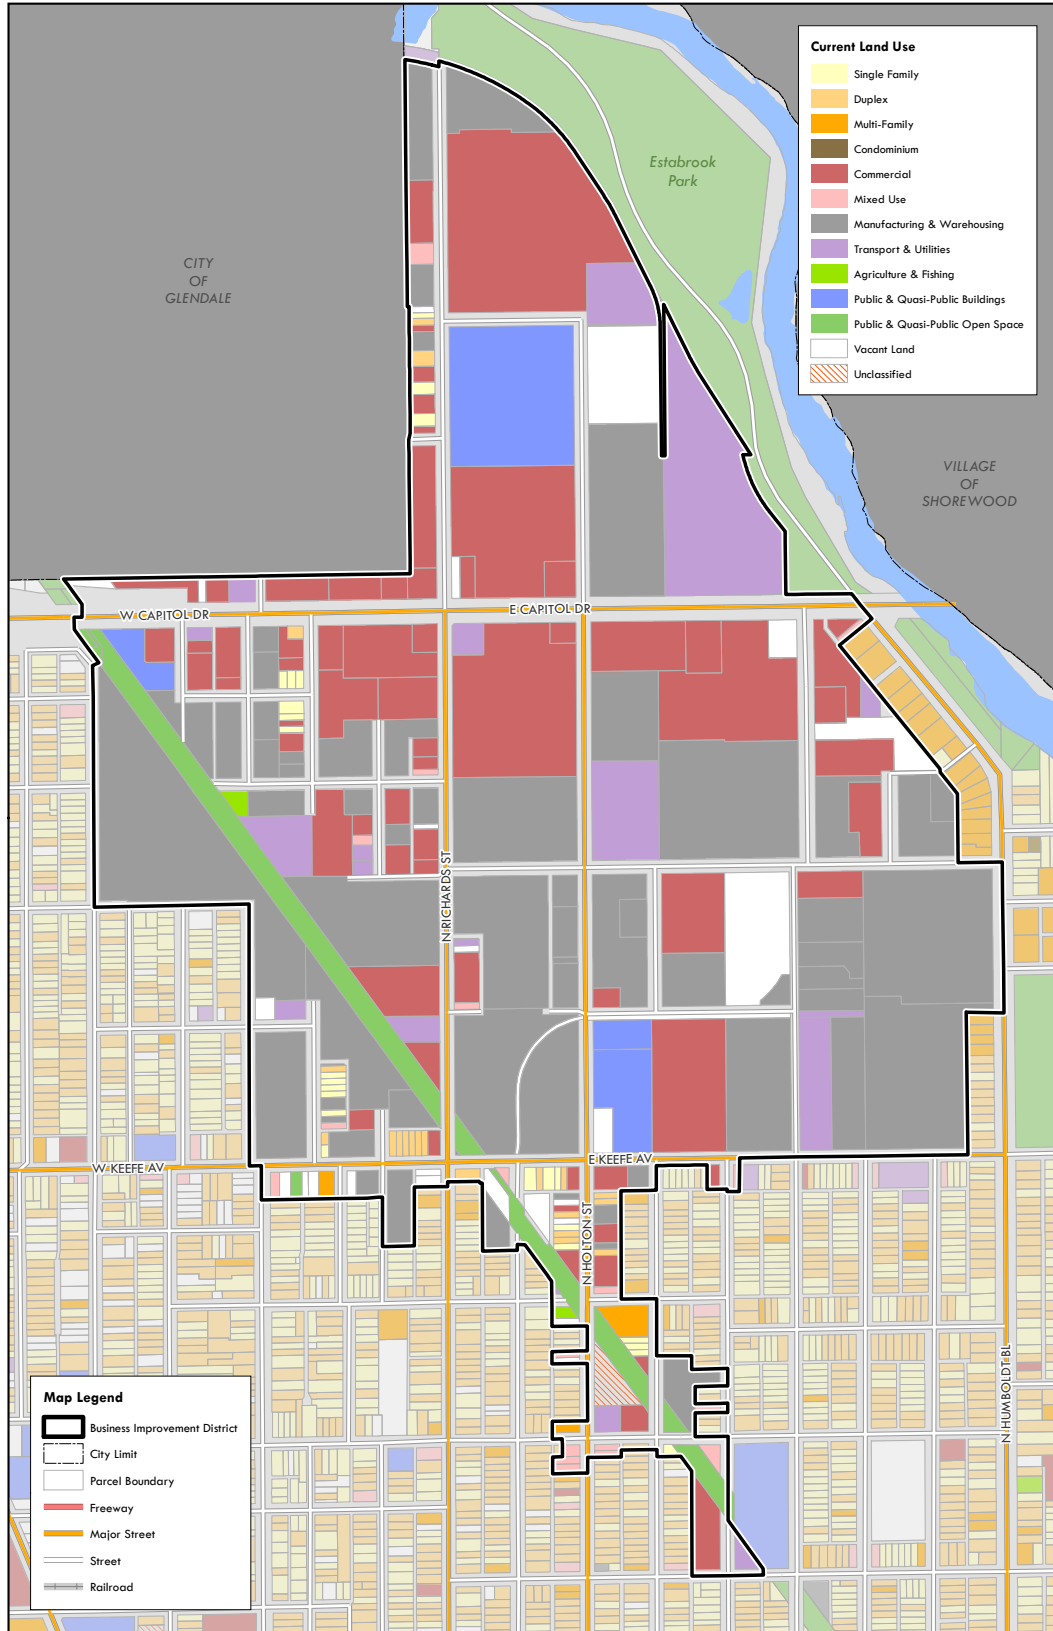 Current Land Use
Single Family
Duplex
Multi-Family
Condominium
Commercial
Mixed Use
Manufacturing & Warehousing
Transport & Utilities
Agriculture & Fishing
Public & Quasi-Public Buildings
Public & Quasi-Public Open Space
Vacant Land
Unclassified
Estabrook
Park
CITY
OF
GLENDALE
VILLAGE
OF
SHOREWOOD
W CAPITOL DR
E CAPITOL DR
N RICHARDS ST
W KEEFE AV
E KEEFE AV
N HOLTON ST
N HUMBOLDT BL
Map Legend
Business Improvement District
City Limit
Parcel Boundary
Freeway
Major Street
Street
Railroad